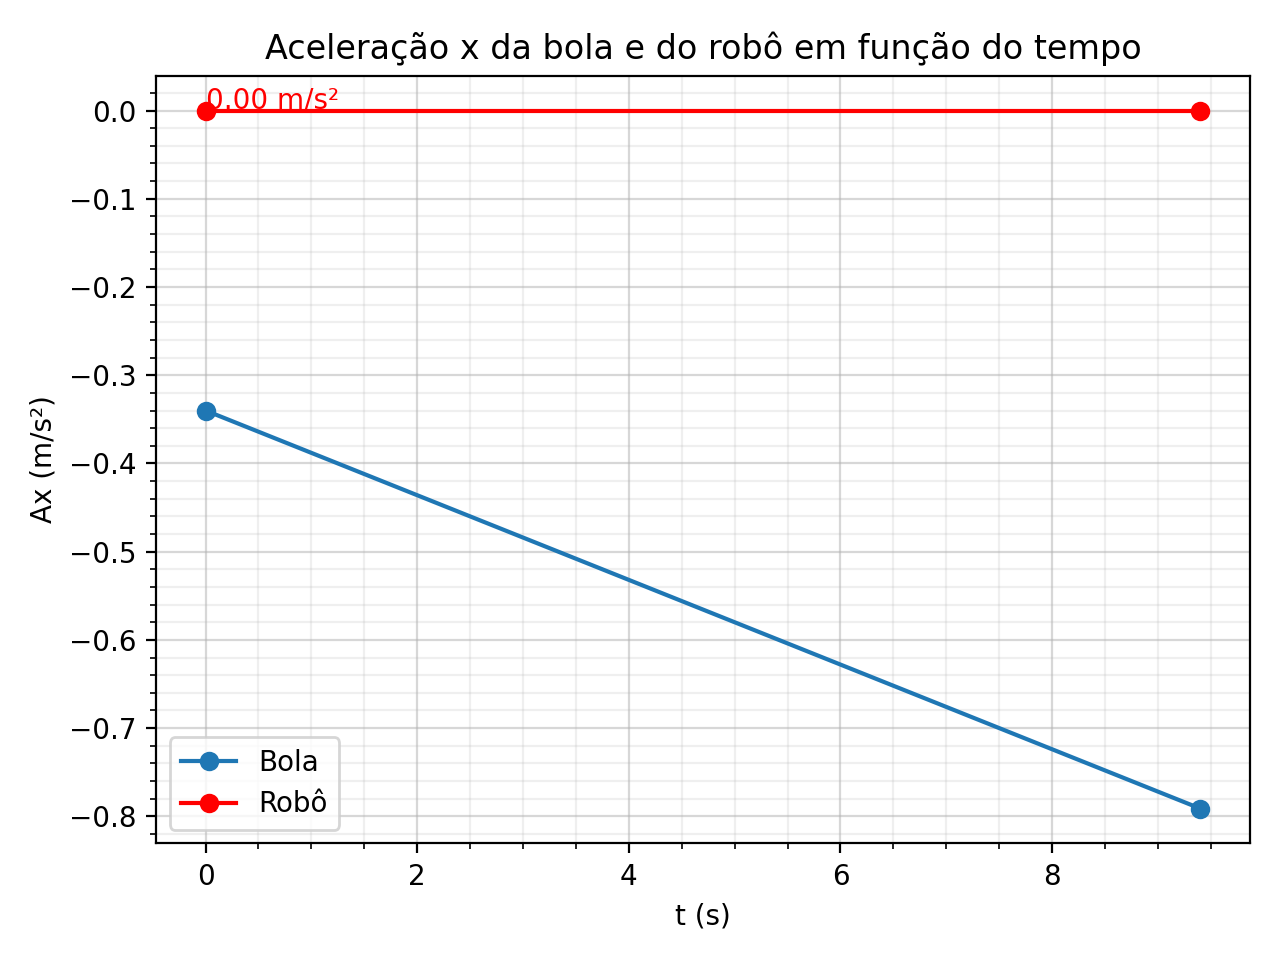 Aceleração x da bola e do robô em função do tempo
0.00 m/s²
0.0
−0.1
−0.2
−0.3
−0.4
−0.5
−0.6
−0.7
−0.8
Ax (m/s²)
Bola
Robô
0 2 4 6 8
t (s)